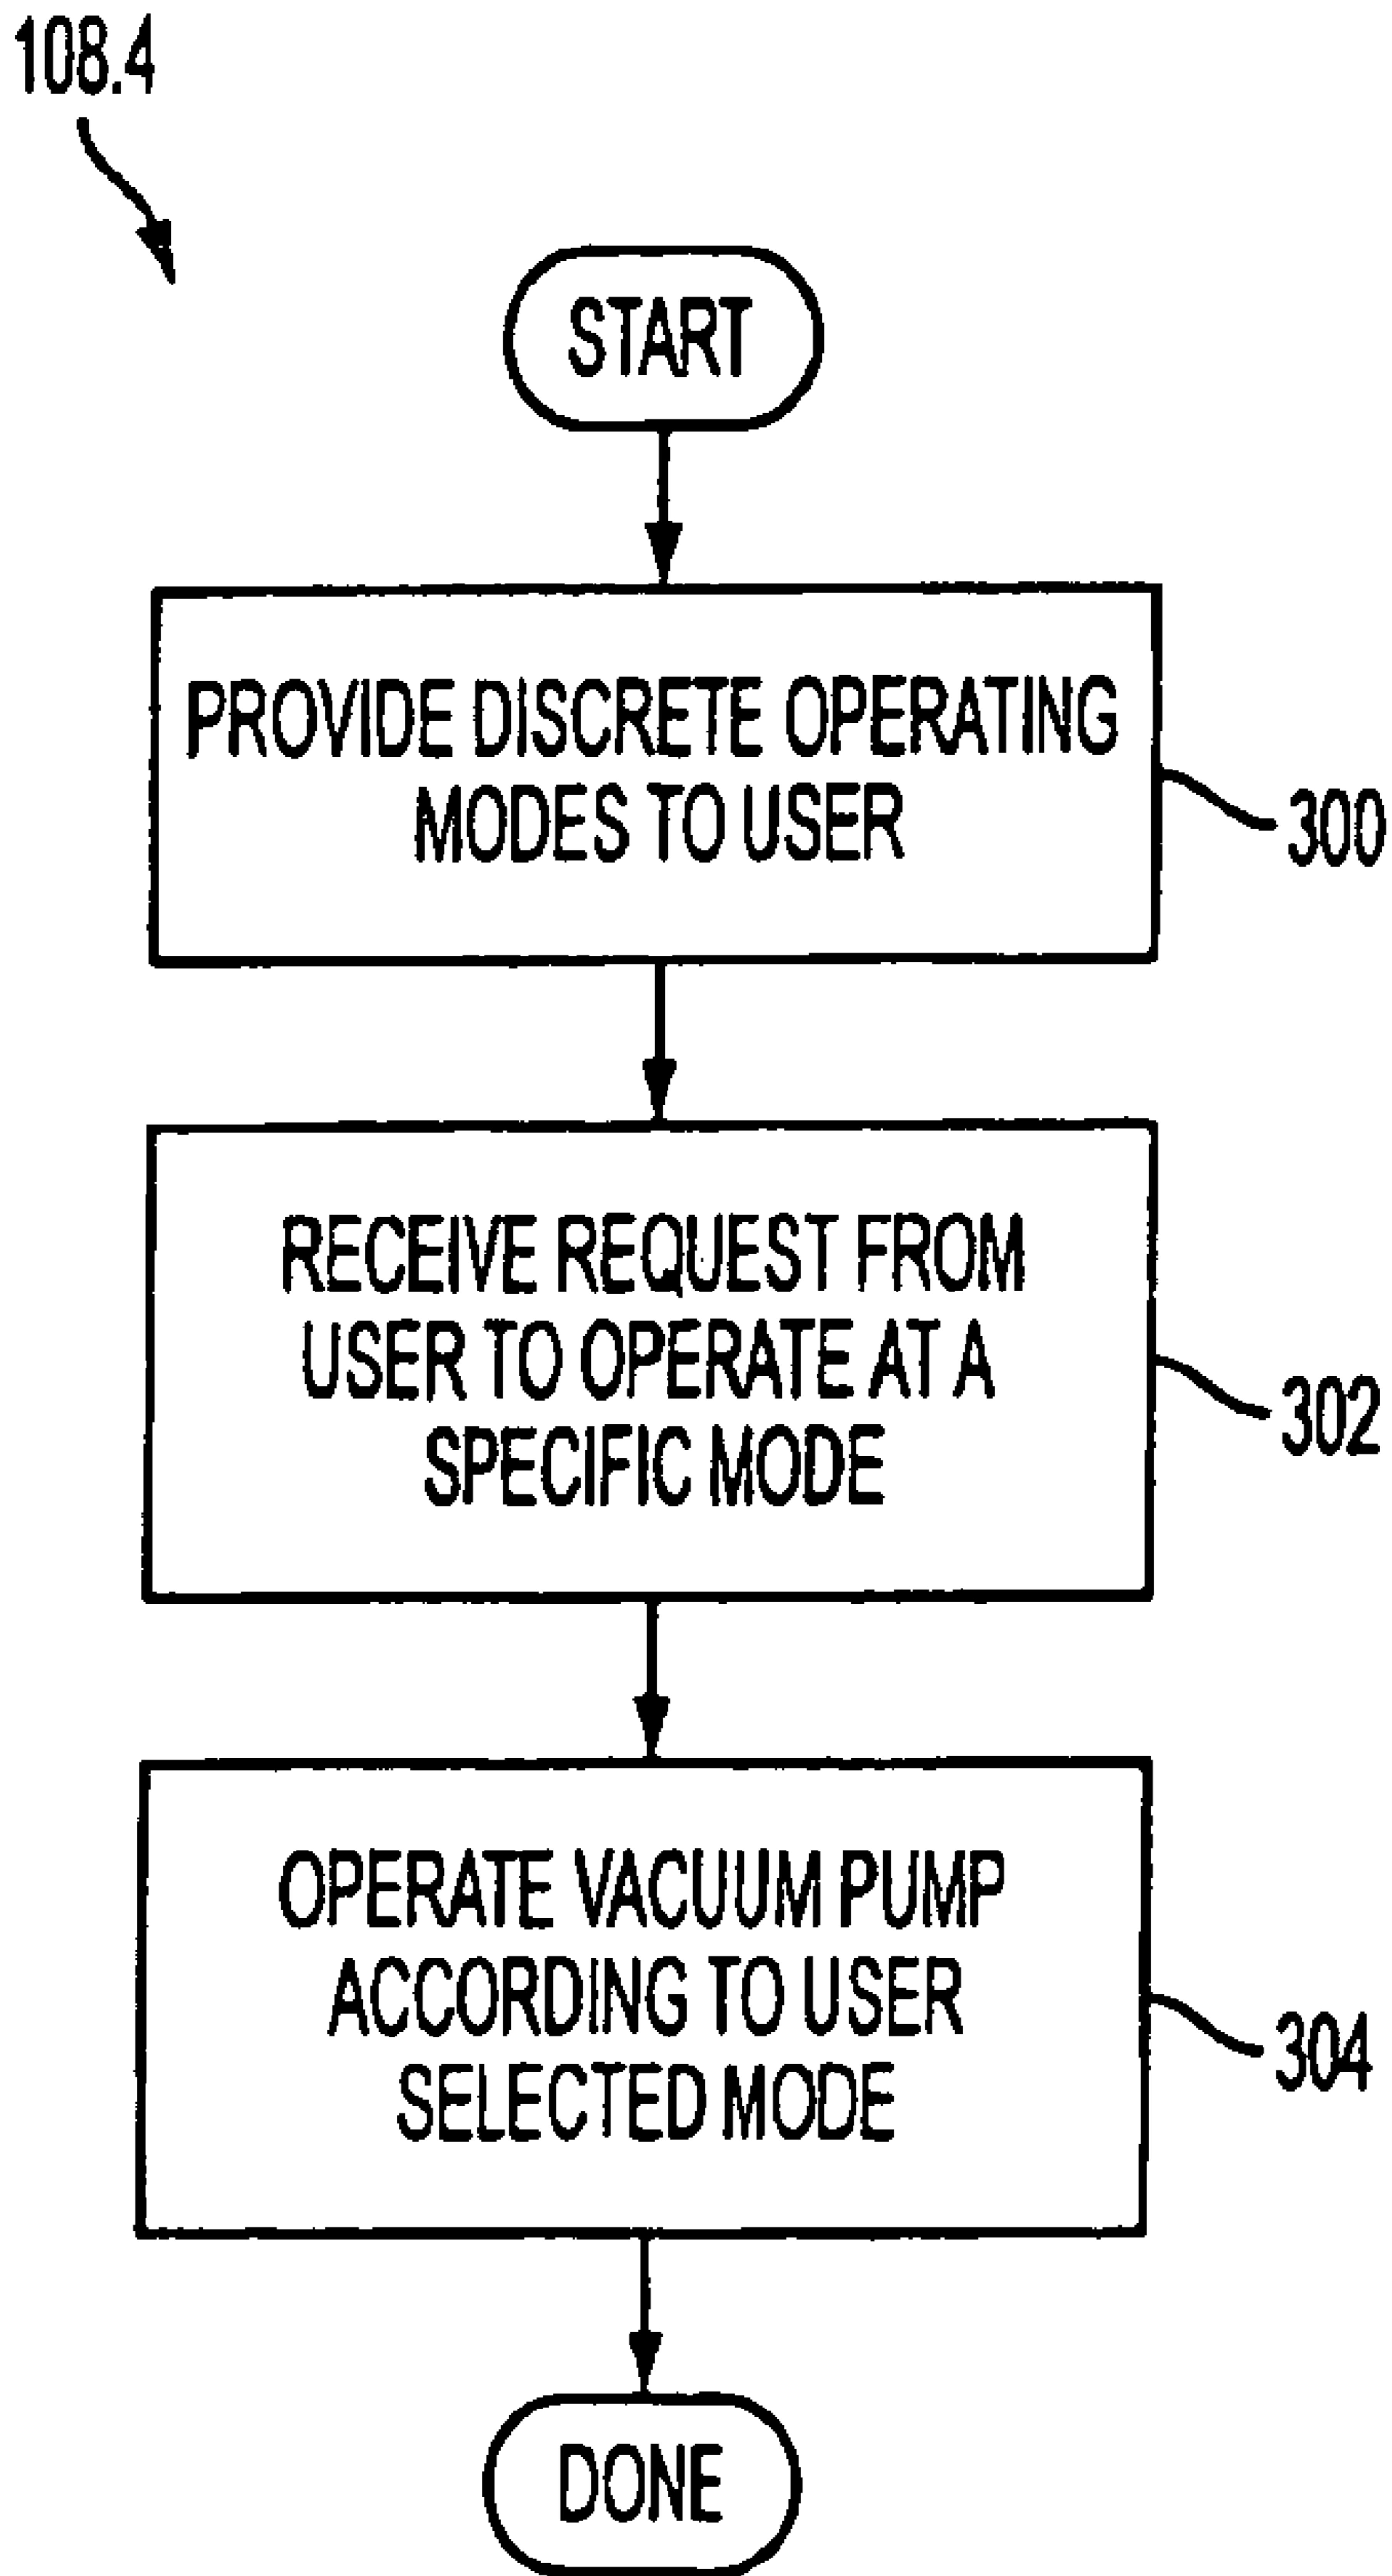 108.4
START
PROVIDE DISCRETE OPERATING
MODES TO USER
300
RECEIVE REQUEST FROM
USER TO OPERATE AT A
SPECIFIC MODE
302
OPERATE VACUUM PUMP
ACCORDING TO USER
SELECTED MODE
304
DONE